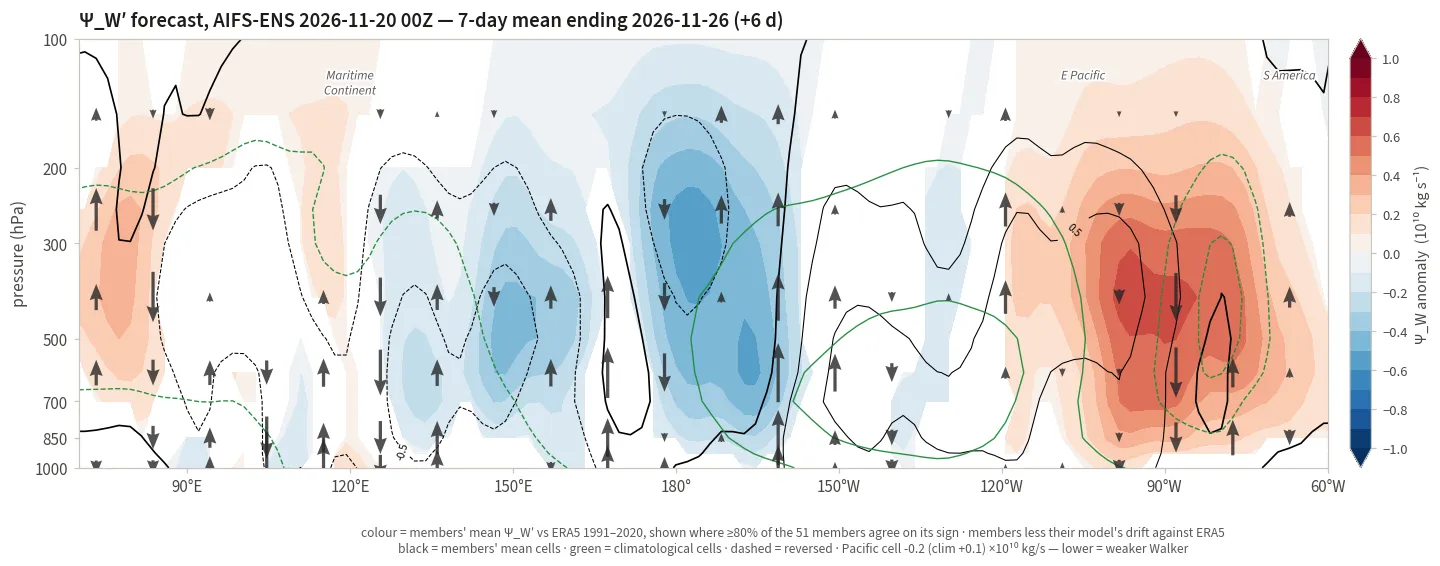 Ψ_W′ forecast, AIFS-ENS 2026-11-20 00Z — 7-day mean ending 2026-11-26 (+6 d)
100
200
300
500
700
850
1000
pressure (hPa)
Maritime
Continent
E Pacific
S America
0.5
-0.5
90°E
120°E
150°E
180°
150°W
120°W
90°W
60°W
1.0
0.8
0.6
0.4
0.2
0.0
−0.2
−0.4
−0.6
−0.8
−1.0
Ψ_W anomaly (10¹⁰ kg s⁻¹)
colour = members' mean Ψ_W′ vs ERA5 1991–2020, shown where ≥80% of the 51 members agree on its sign · members less their model's drift against ERA5
black = members' mean cells · green = climatological cells · dashed = reversed · Pacific cell -0.2 (clim +0.1) ×10¹⁰ kg/s — lower = weaker Walker